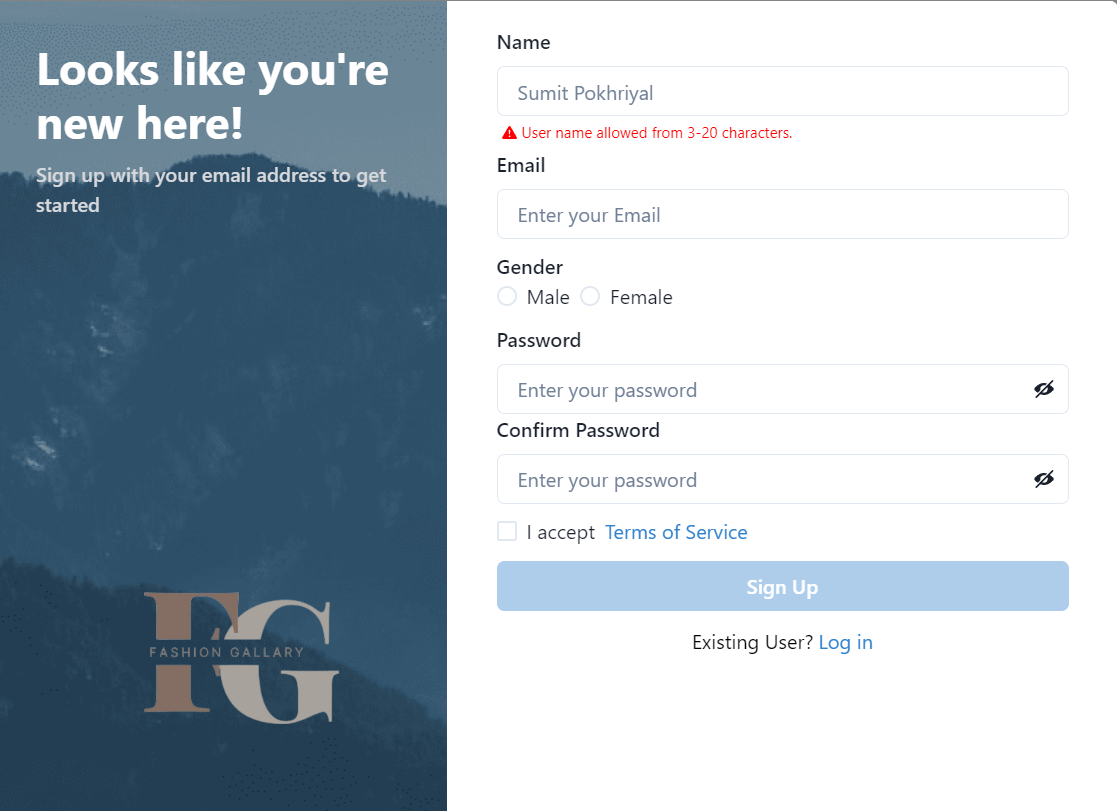 Looks like you're
new here!
Sign up with your email address to get
started
FG
FASHION GALLARY
Name
Sumit Pokhriyal
User name allowed from 3-20 characters.
Email
Enter your Email
Gender
Male Female
Password
Enter your password
Confirm Password
Enter your password
I accept Terms of Service
Sign Up
Existing User? Log in